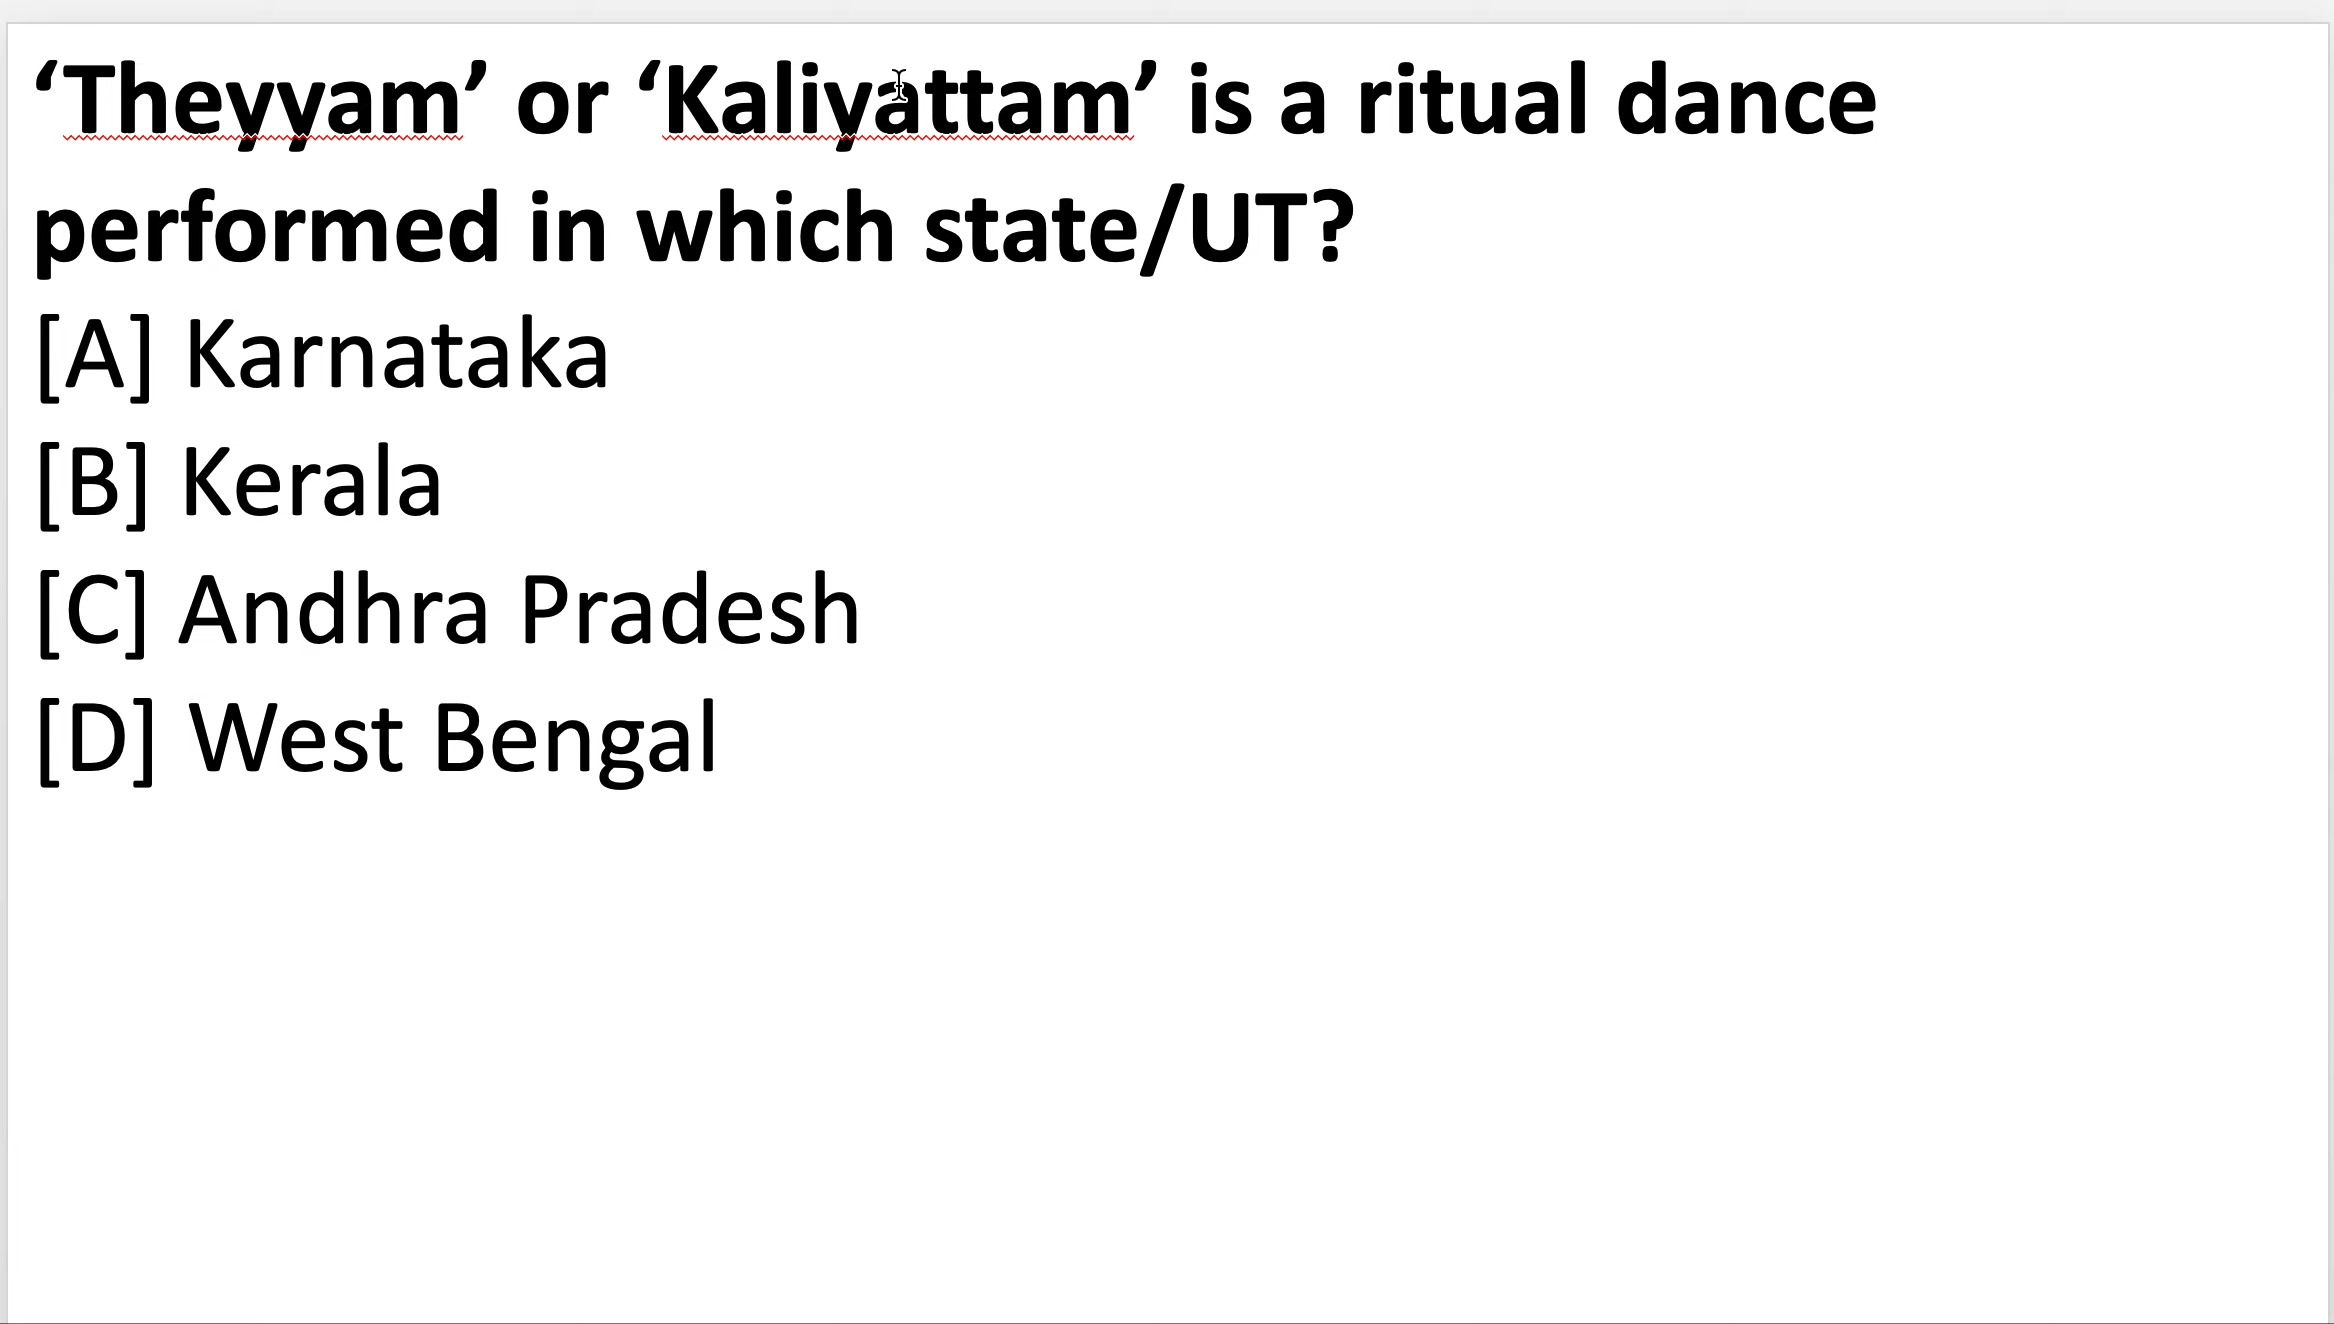 ‘Theyyam’ or ‘Kaliyattam’ is a ritual dance
performed in which state/UT?
[A] Karnataka
[B] Kerala
[C] Andhra Pradesh
[D] West Bengal